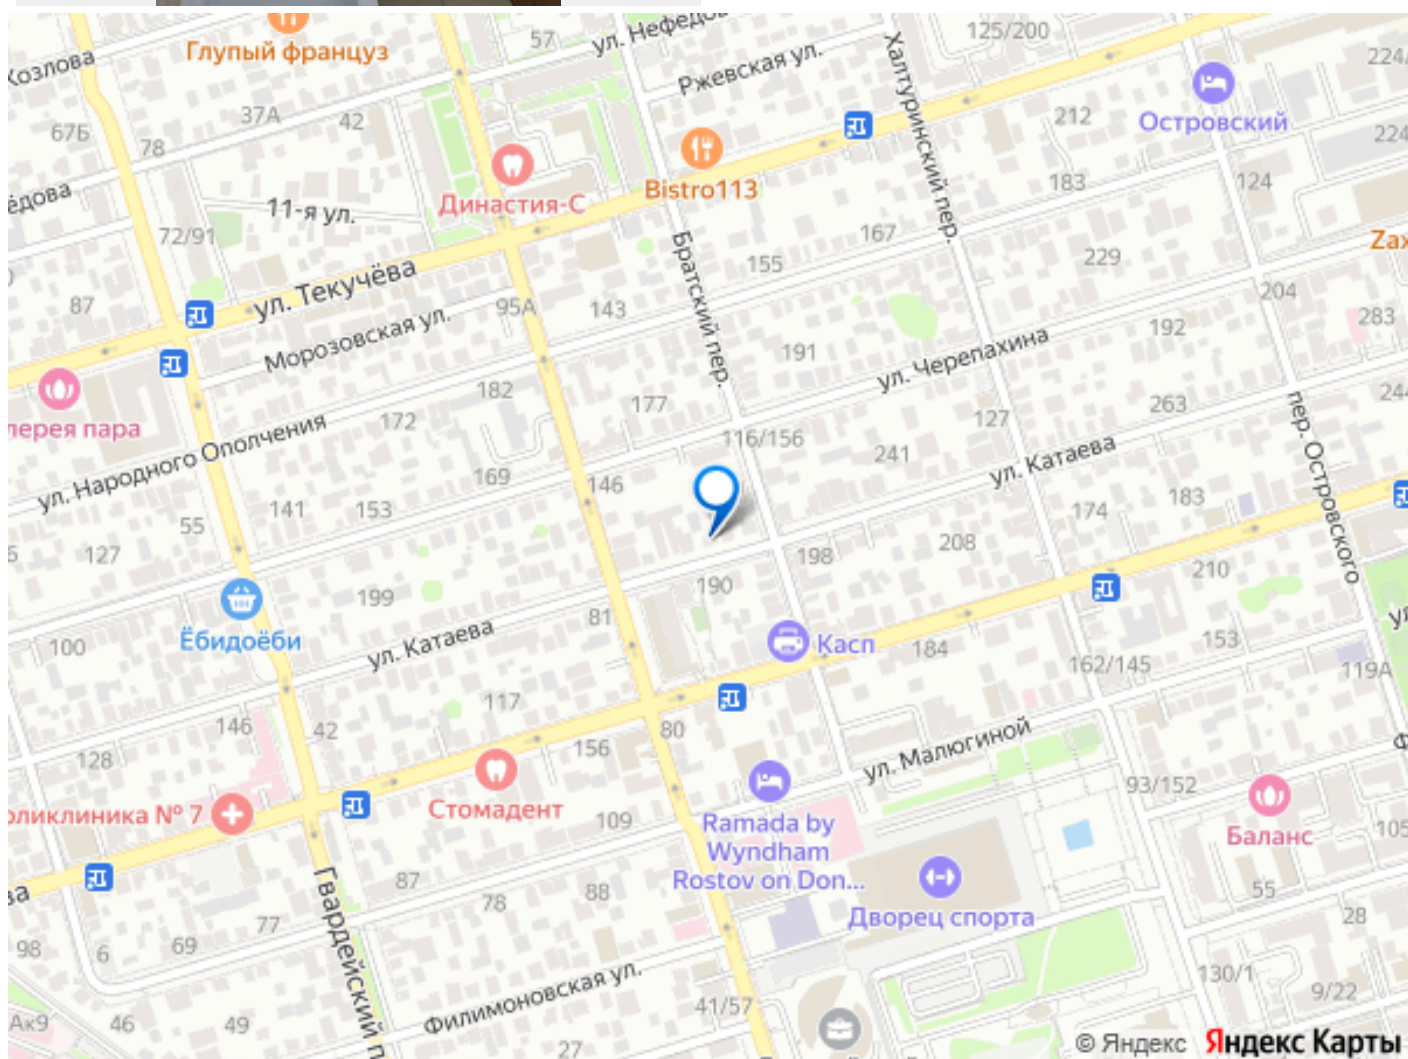 Козлова
Глупый француз
57
ул. Нефедов
125/200
Ржевская ул.
Халтуринский пер.
224/
67Б
78
37А
42
212
Островский
224
Династия-С
Bistro113
183
124
ёдова
11-я ул.
72/91
Братский пер.
167
Zax
155
229
87
ул. Текучёва
95А
143
204
283
Морозовская ул.
191
192
ул. Черепахина
лерея пара
182
172
177
127
263
244
116/156
пер. Островского
ул. Народного Ополчения
169
241
ул. Катаева
146
55
141
153
174
183
127
198
208
210
199
190
Ёбидоёби
81
100
ул. Катаева
Касп
184
153
162/145
119А
117
146
42
80
128
156
ул. Малюгиной
93/152
оликлиника № 7
Стомадент
109
Ramada by
Wyndham
Rostov on Don...
Баланс
105
ва
Гвардейский п
87
88
78
55
Дворец спорта
77
28
98
6
69
130/1
Филимоновская ул.
41/57
9/22
Ак9
46
49
27
© Яндекс Яндекс Карты